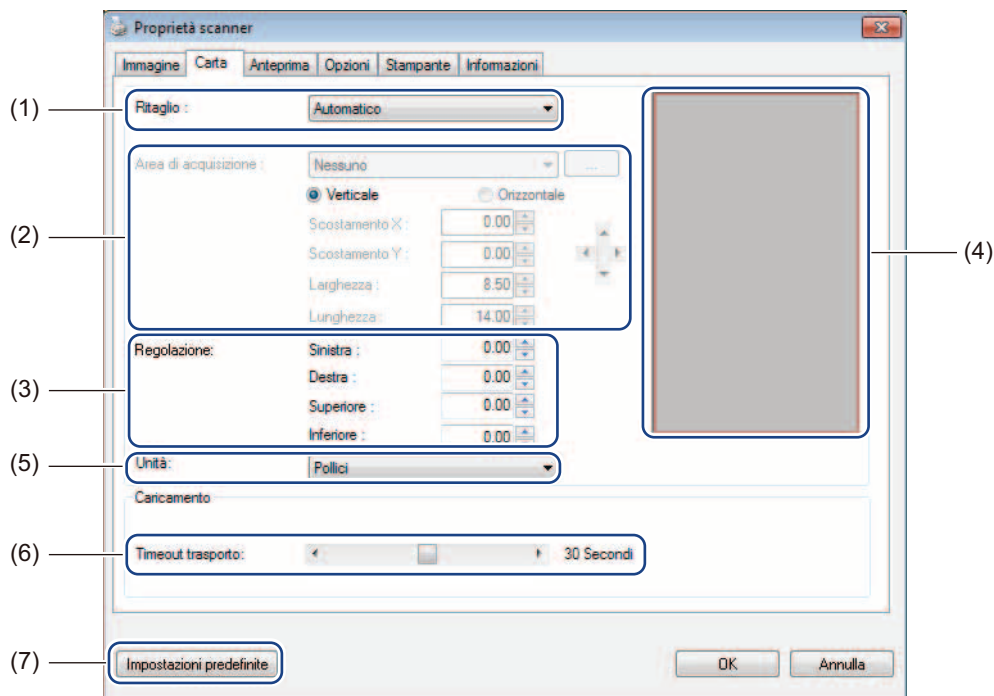 Proprietà scanner
Immagine Carta Anteprima Opzioni Stampante Informazioni
(1) Ritaglio : Automatico
(2) Area di acquisizione : Nessuno ...
Verticale Orizzontale
Scostamento X : 0.00
Scostamento Y : 0.00
Larghezza : 8.50
Lunghezza : 14.00
(3) Regolazione: Sinistra : 0.00
Destra : 0.00
Superiore : 0.00
Inferiore : 0.00
(4)
(5) Unità: Pollici
Caricamento
(6) Timeout trasporto: 30 Secondi
(7) Impostazioni predefinite OK Annulla